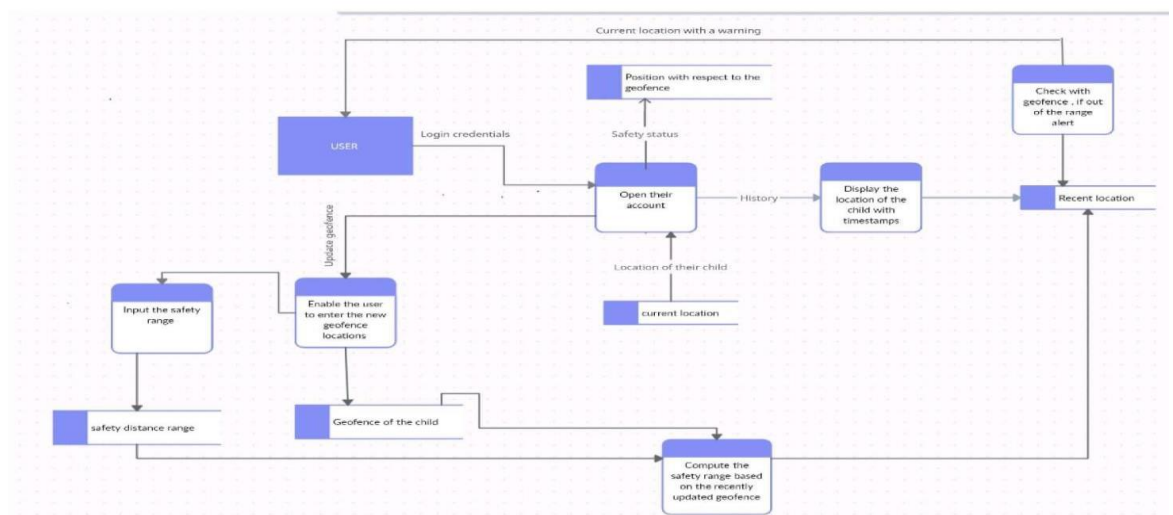 Current location with a warning
Position with respect to the
geofence
Check with
geofence , if out
of the range
alert
Login credentials
USER
Safety status
Open their
account
History
Display the
location of the
child with
timestamps
Recent location
Update geofence
Location of their child
Input the safety
range
Enable the user
to enter the new
geofence
locations
current location
safety distance range
Geofence of the child
Compute the
safety range based
on the recently
updated geofence